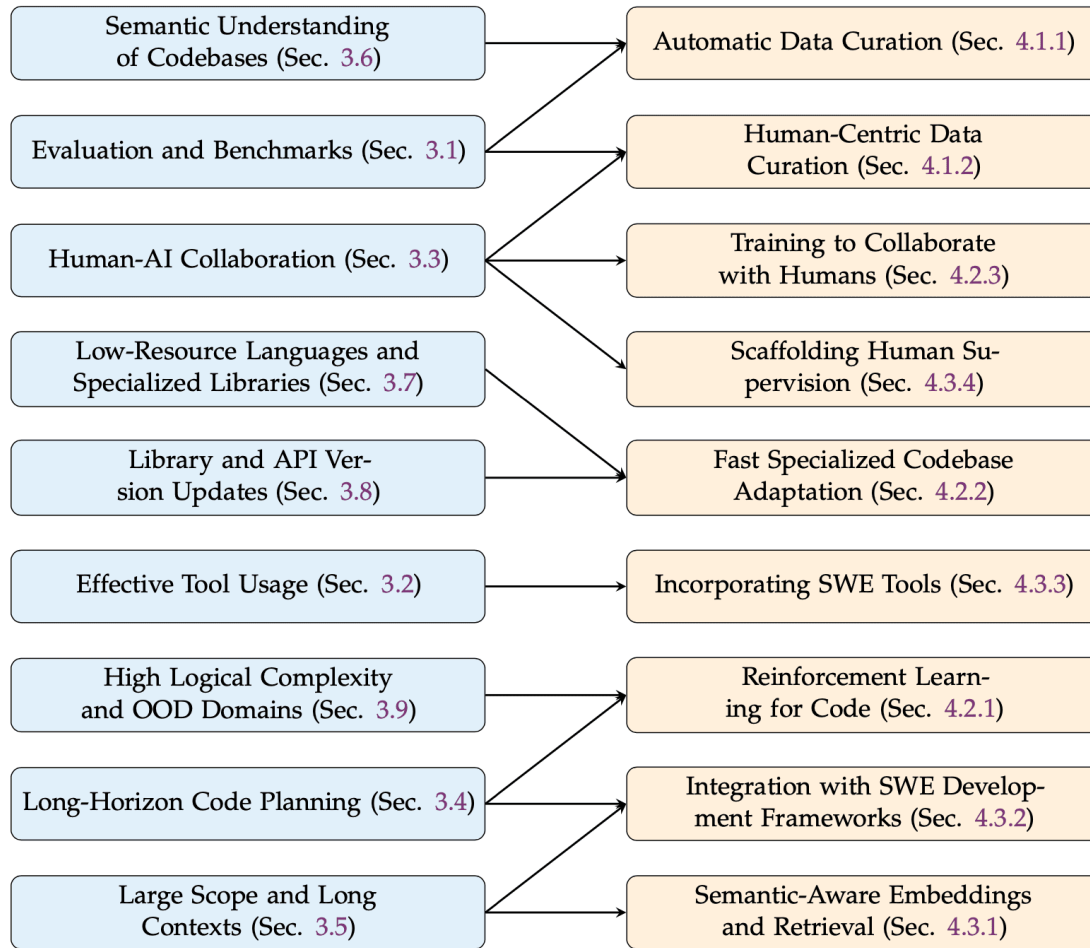 Semantic Understanding
of Codebases (Sec. 3.6)
Automatic Data Curation (Sec. 4.1.1)
Evaluation and Benchmarks (Sec. 3.1)
Human-Centric Data
Curation (Sec. 4.1.2)
Human-AI Collaboration (Sec. 3.3)
Training to Collaborate
with Humans (Sec. 4.2.3)
Low-Resource Languages and
Specialized Libraries (Sec. 3.7)
Scaffolding Human Su-
pervision (Sec. 4.3.4)
Library and API Ver-
sion Updates (Sec. 3.8)
Fast Specialized Codebase
Adaptation (Sec. 4.2.2)
Effective Tool Usage (Sec. 3.2)
Incorporating SWE Tools (Sec. 4.3.3)
High Logical Complexity
and OOD Domains (Sec. 3.9)
Reinforcement Learn-
ing for Code (Sec. 4.2.1)
Long-Horizon Code Planning (Sec. 3.4)
Integration with SWE Develop-
ment Frameworks (Sec. 4.3.2)
Large Scope and Long
Contexts (Sec. 3.5)
Semantic-Aware Embeddings
and Retrieval (Sec. 4.3.1)